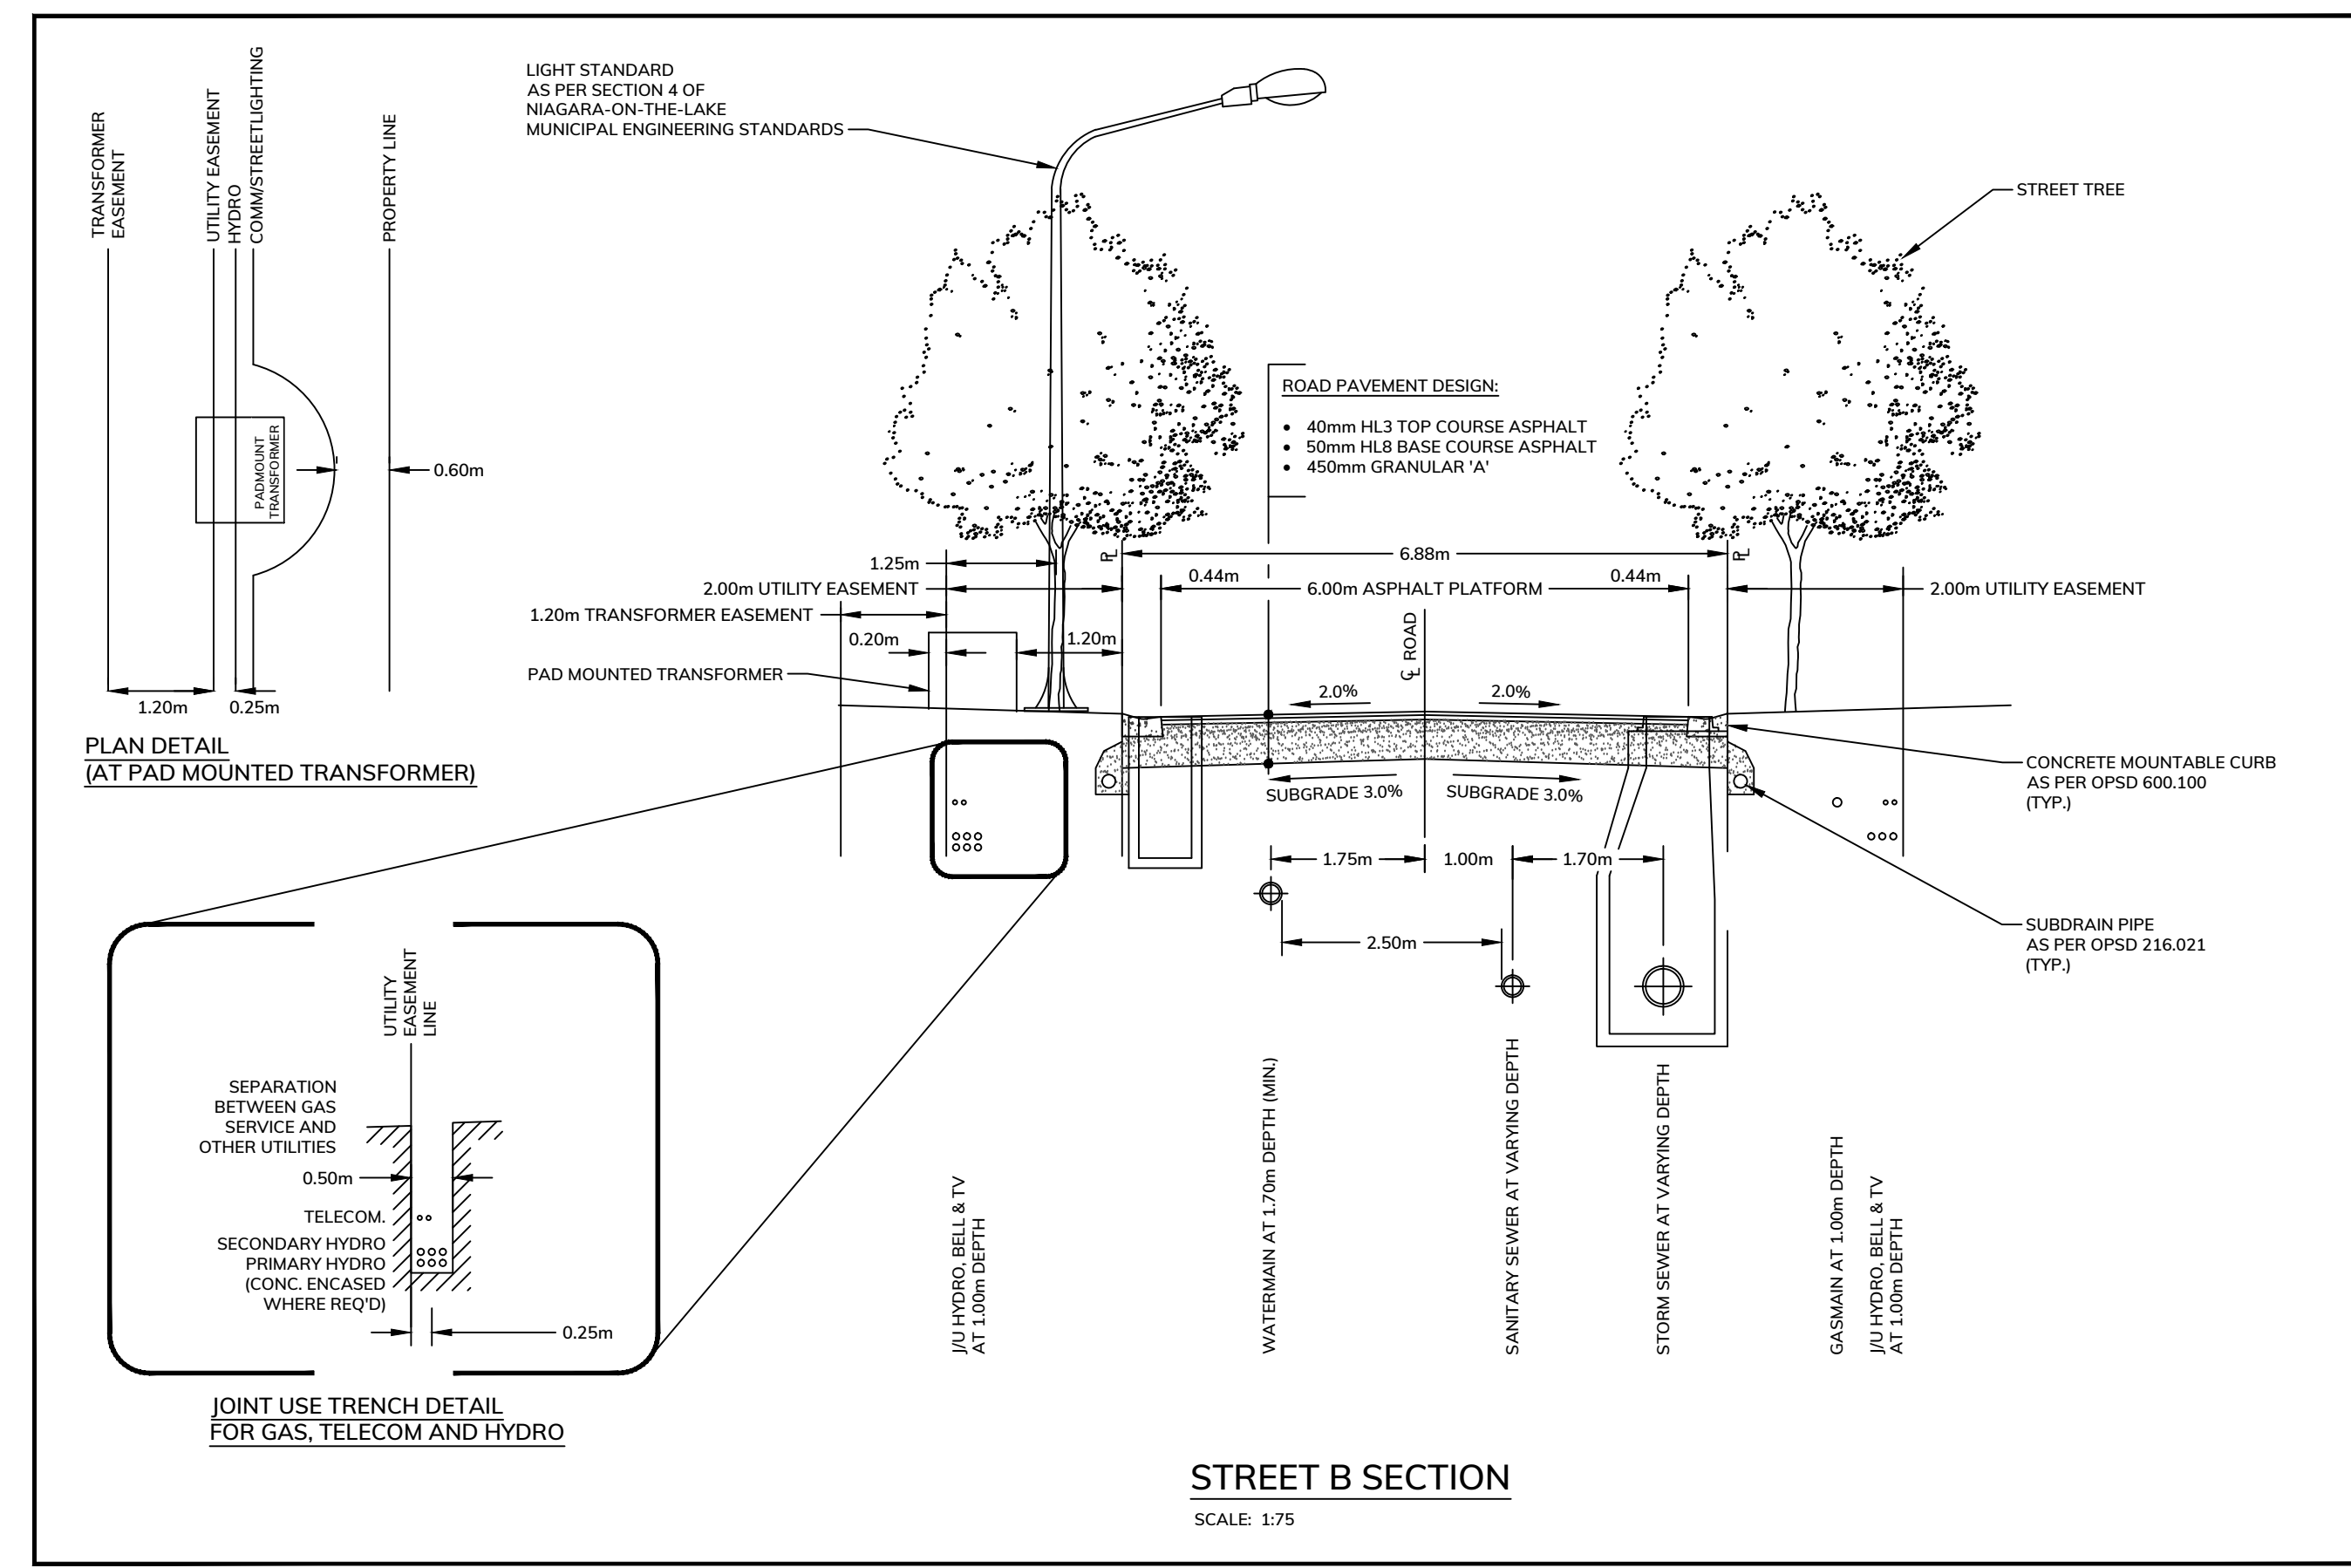 TRANSFORMER
EASEMENT
UTILITY EASEMENT
HYDRO
COMM/STREETLIGHTING
PROPERTY LINE
PADMOUNT
TRANSFORMER
0.60m
1.20m
0.25m
PLAN DETAIL
(AT PAD MOUNTED TRANSFORMER)
LIGHT STANDARD
AS PER SECTION 4 OF
NIAGARA-ON-THE-LAKE
MUNICIPAL ENGINEERING STANDARDS
STREET TREE
ROAD PAVEMENT DESIGN:
• 40mm HL3 TOP COURSE ASPHALT
• 50mm HL8 BASE COURSE ASPHALT
• 450mm GRANULAR 'A'
PL
6.88m
PL
1.25m
0.44m
0.44m
2.00m UTILITY EASEMENT
6.00m ASPHALT PLATFORM
2.00m UTILITY EASEMENT
1.20m TRANSFORMER EASEMENT
0.20m
1.20m
CL ROAD
PAD MOUNTED TRANSFORMER
2.0%
2.0%
SUBGRADE 3.0%
SUBGRADE 3.0%
CONCRETE MOUNTABLE CURB
AS PER OPSD 600.100
(TYP.)
1.75m
1.00m
1.70m
2.50m
SUBDRAIN PIPE
AS PER OPSD 216.021
(TYP.)
UTILITY
EASEMENT
LINE
SEPARATION
BETWEEN GAS
SERVICE AND
OTHER UTILITIES
0.50m
TELECOM.
SECONDARY HYDRO
PRIMARY HYDRO
(CONC. ENCASED
WHERE REQ'D)
0.25m
JOINT USE TRENCH DETAIL
FOR GAS, TELECOM AND HYDRO
J/U HYDRO, BELL & TV
AT 1.00m DEPTH
WATERMAIN AT 1.70m DEPTH (MIN.)
SANITARY SEWER AT VARYING DEPTH
STORM SEWER AT VARYING DEPTH
GASMAIN AT 1.00m DEPTH
J/U HYDRO, BELL & TV
AT 1.00m DEPTH
STREET B SECTION
SCALE: 1:75